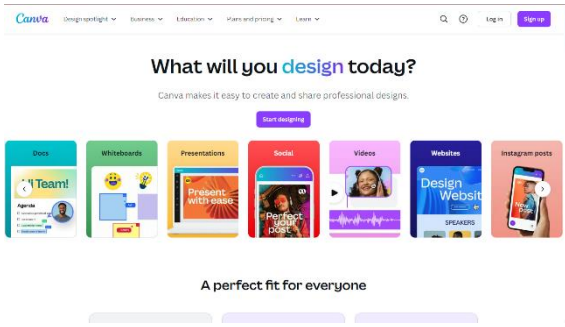 Canva Design spotlight Business Education Plans and pricing Learn Log in Sign up
What will you design today?
Canva makes it easy to create and share professional designs.
Start designing
Docs Whiteboards Presentations Social Videos Websites Instagram posts
Hi Team!
Agenda
Present
with ease
Perfect
your
post
Design
Websit
SPEAKERS
New
A perfect fit for everyone